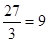 27/3 = 9